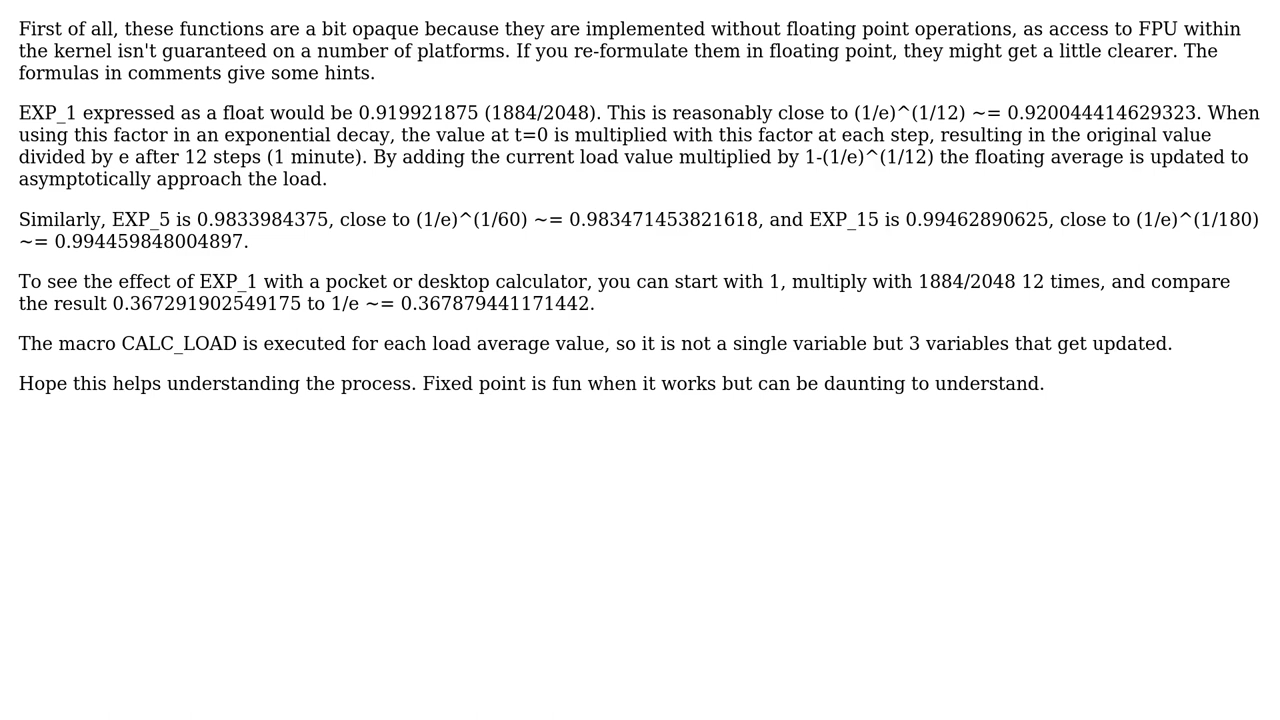 First of all, these functions are a bit opaque because they are implemented without floating point operations, as access to FPU within
the kernel isn't guaranteed on a number of platforms. If you re-formulate them in floating point, they might get a little clearer. The
formulas in comments give some hints.
EXP_1 expressed as a float would be 0.919921875 (1884/2048). This is reasonably close to (1/e)^(1/12) ~= 0.920044414629323. When
using this factor in an exponential decay, the value at t=0 is multiplied with this factor at each step, resulting in the original value
divided by e after 12 steps (1 minute). By adding the current load value multiplied by 1-(1/e)^(1/12) the floating average is updated to
asymptotically approach the load.
Similarly, EXP_5 is 0.9833984375, close to (1/e)^(1/60) ~= 0.983471453821618, and EXP_15 is 0.99462890625, close to (1/e)^(1/180)
~= 0.994459848004897.
To see the effect of EXP_1 with a pocket or desktop calculator, you can start with 1, multiply with 1884/2048 12 times, and compare
the result 0.367291902549175 to 1/e ~= 0.367879441171442.
The macro CALC_LOAD is executed for each load average value, so it is not a single variable but 3 variables that get updated.
Hope this helps understanding the process. Fixed point is fun when it works but can be daunting to understand.